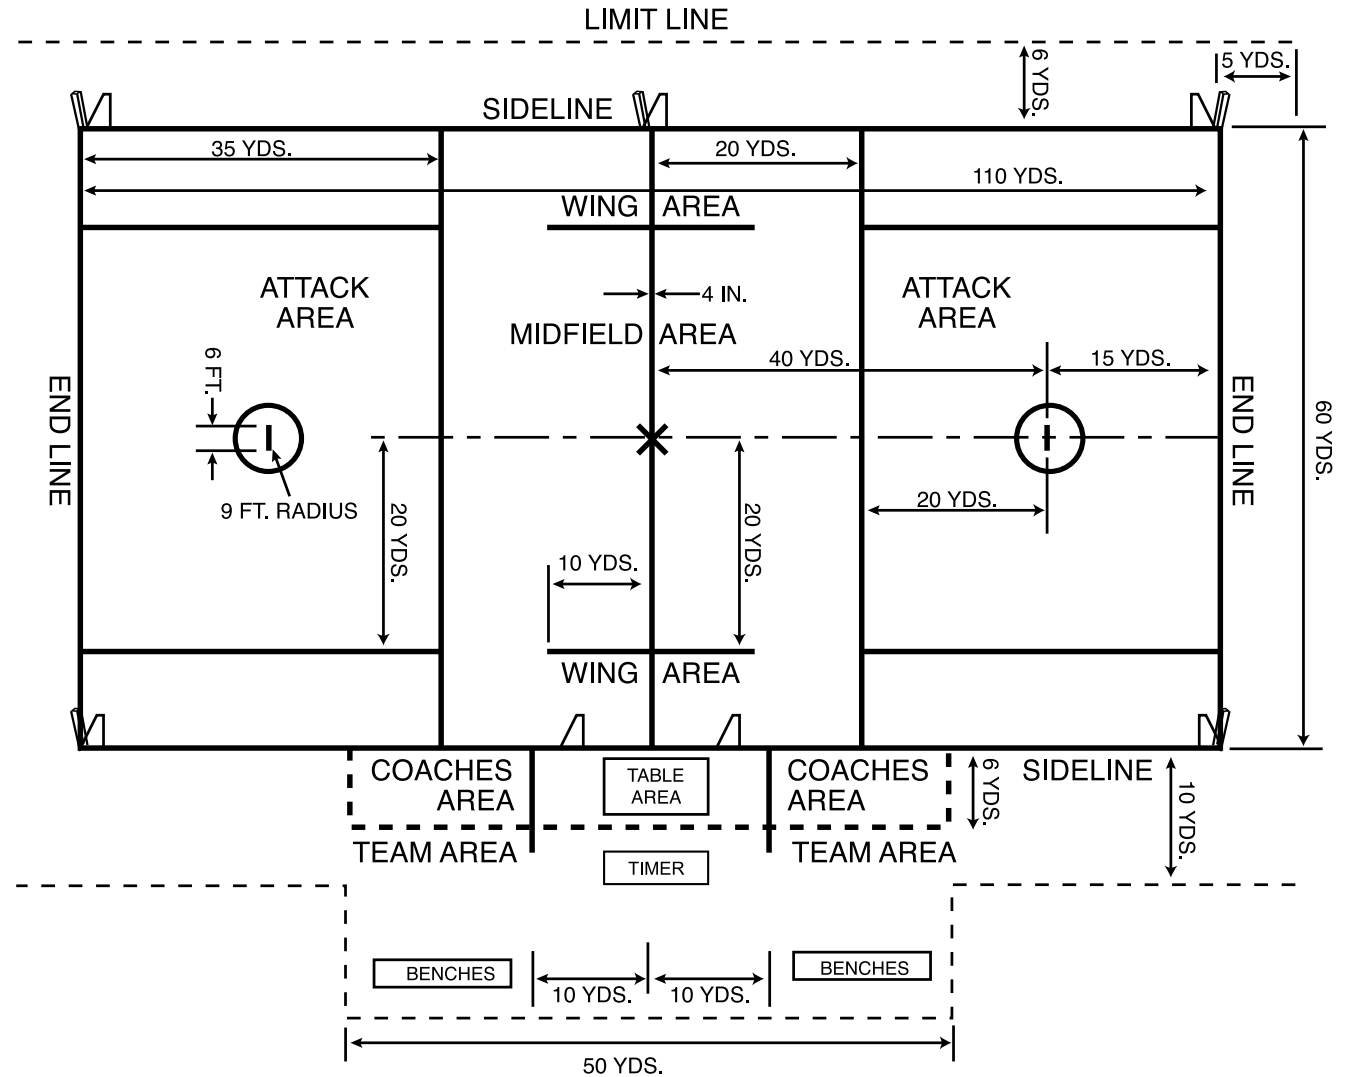 LIMIT LINE
6 YDS.
5 YDS.
SIDELINE
35 YDS.
20 YDS.
110 YDS.
WING AREA
ATTACK
AREA
4 IN.
ATTACK
AREA
MIDFIELD AREA
6 FT.
40 YDS.
15 YDS.
END LINE
END LINE
60 YDS.
9 FT. RADIUS
20 YDS.
20 YDS.
20 YDS.
10 YDS.
WING AREA
COACHES
AREA
TABLE
AREA
COACHES
AREA
6 YDS.
SIDELINE
10 YDS.
TEAM AREA
TIMER
TEAM AREA
BENCHES
BENCHES
10 YDS.
10 YDS.
50 YDS.